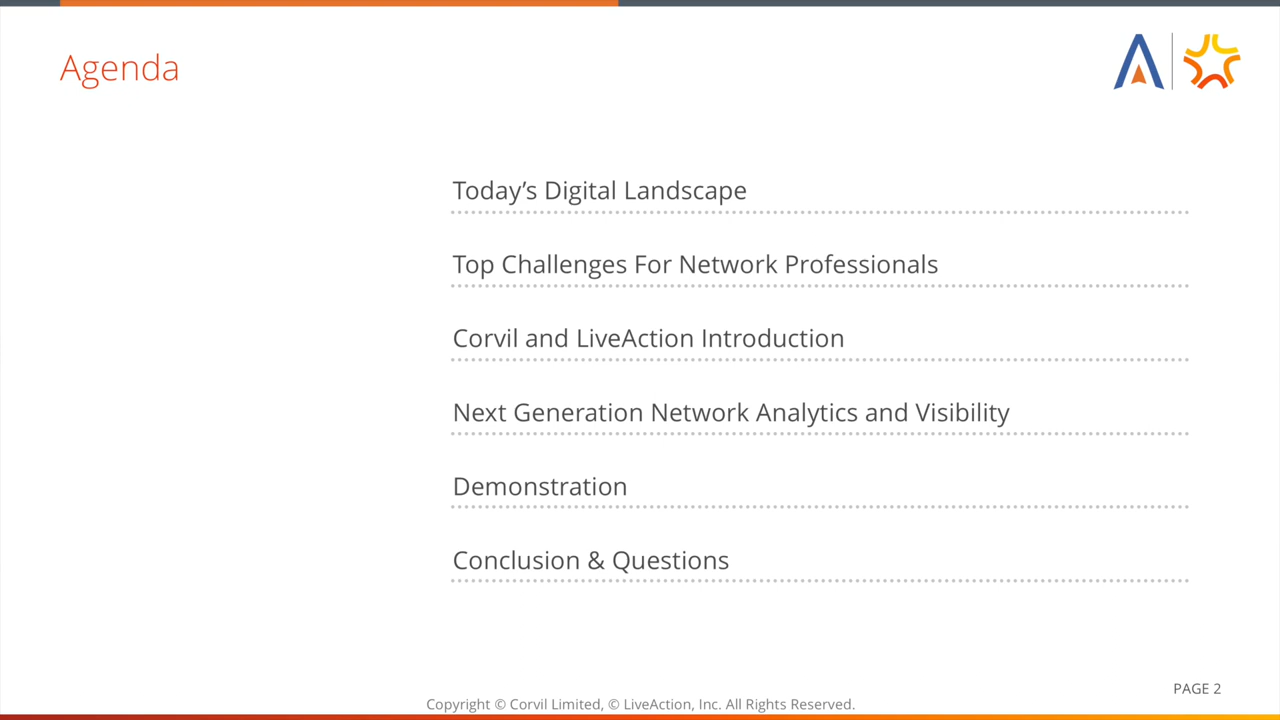 Agenda
Today’s Digital Landscape
Top Challenges For Network Professionals
Corvil and LiveAction Introduction
Next Generation Network Analytics and Visibility
Demonstration
Conclusion & Questions
PAGE 2
Copyright © Corvil Limited, © LiveAction, Inc. All Rights Reserved.